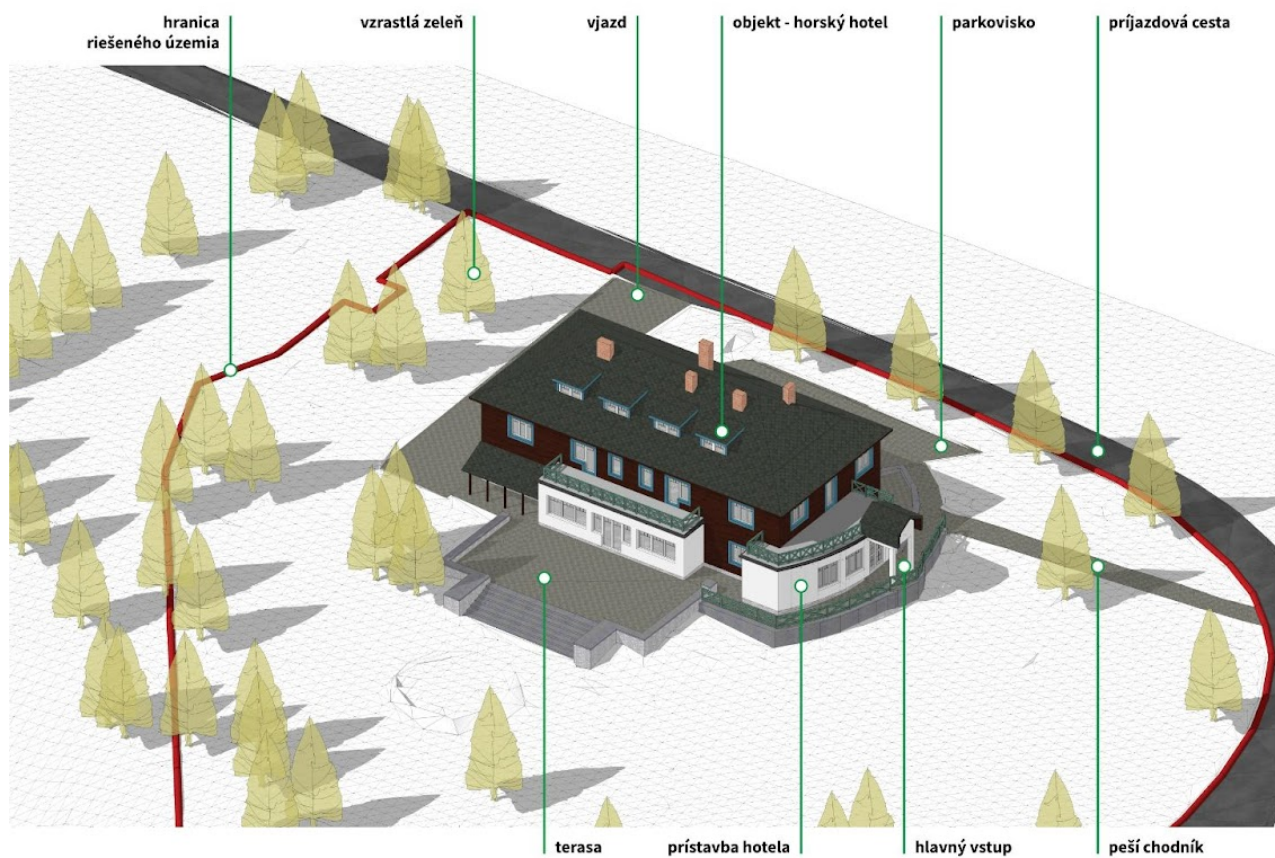 hranica
riešeného územia
vzrastlá zeleň
vjazd
objekt - horský hotel
parkovisko
príjazdová cesta
terasa
prístavba hotela
hlavný vstup
peší chodník